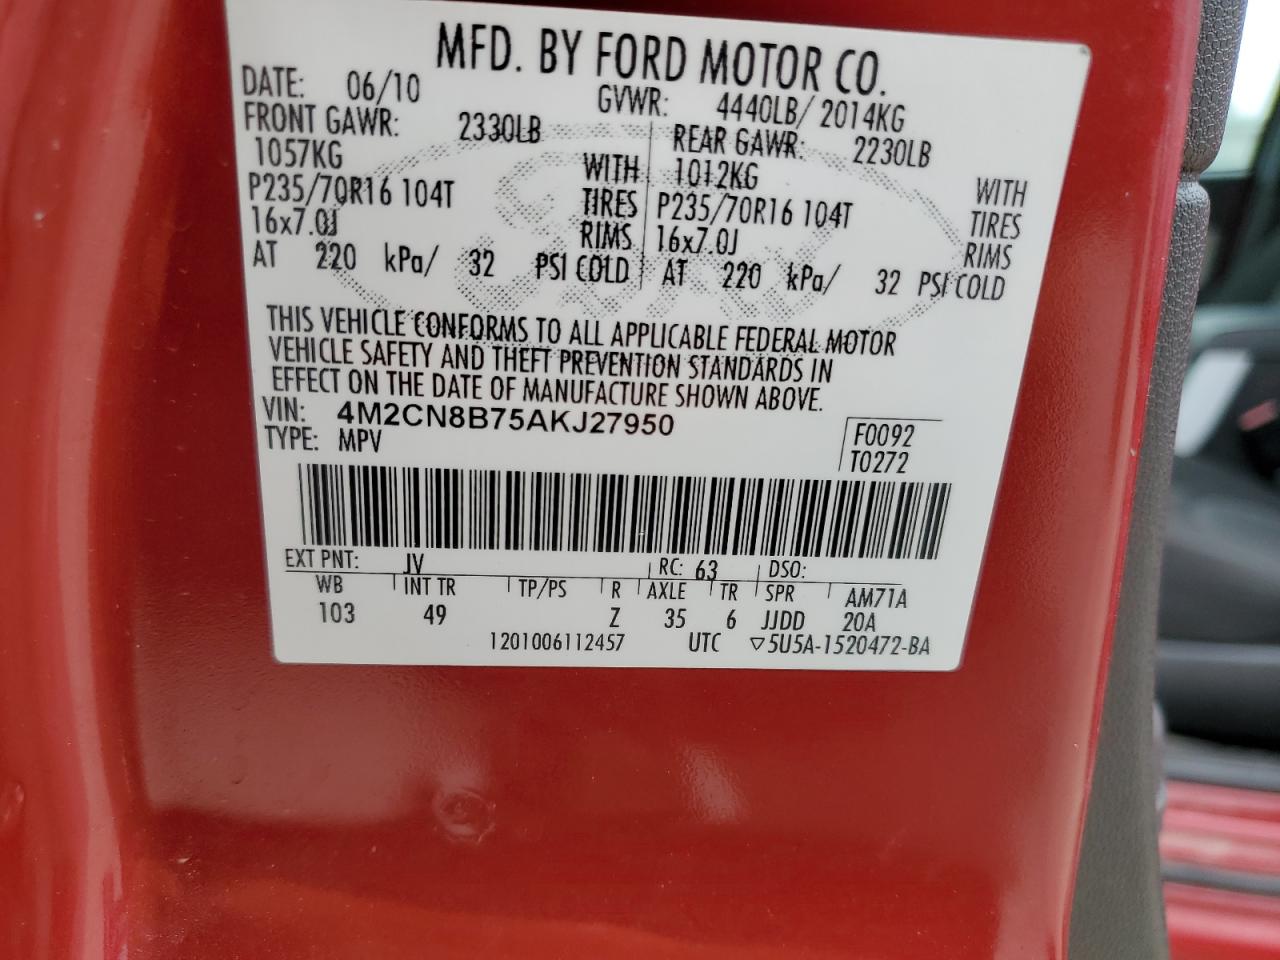 MFD. BY FORD MOTOR CO.
DATE: 06/10 GVWR: 4440LB/ 2014KG
FRONT GAWR: 2330LB REAR GAWR: 2230LB
1057KG WITH 1012KG WITH
P235/70R16 104T TIRES P235/70R16 104T TIRES
16x7.0J RIMS 16x7.0J RIMS
AT 220 kPa/ 32 PSI COLD AT 220 kPa/ 32 PSI COLD
THIS VEHICLE CONFORMS TO ALL APPLICABLE FEDERAL MOTOR
VEHICLE SAFETY AND THEFT PREVENTION STANDARDS IN
EFFECT ON THE DATE OF MANUFACTURE SHOWN ABOVE.
VIN: 4M2CN8B75AKJ27950 F0092
TYPE: MPV T0272
EXT PNT: JV RC: 63 DSO:
WB INT TR TP/PS R AXLE TR SPR AM71A
103 49 Z 35 6 JJDD 20A
1201006112457 UTC ▽5U5A-1520472-BA